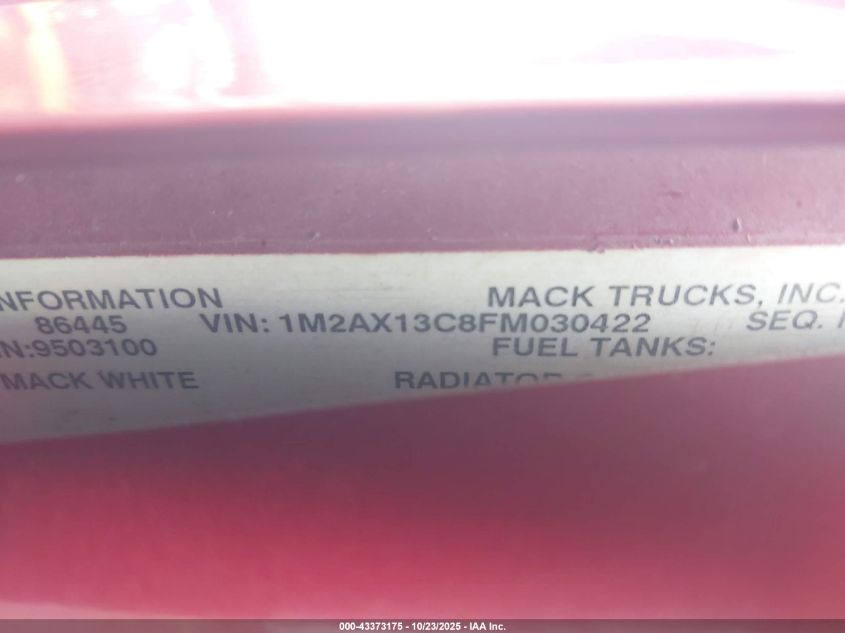 NFORMATION MACK TRUCKS, INC.
86445 VIN: 1M2AX13C8FM030422 SEQ.
N:9503100 FUEL TANKS:
MACK WHITE RADIATOR
000-43373175 - 10/23/2025 - IAA Inc.